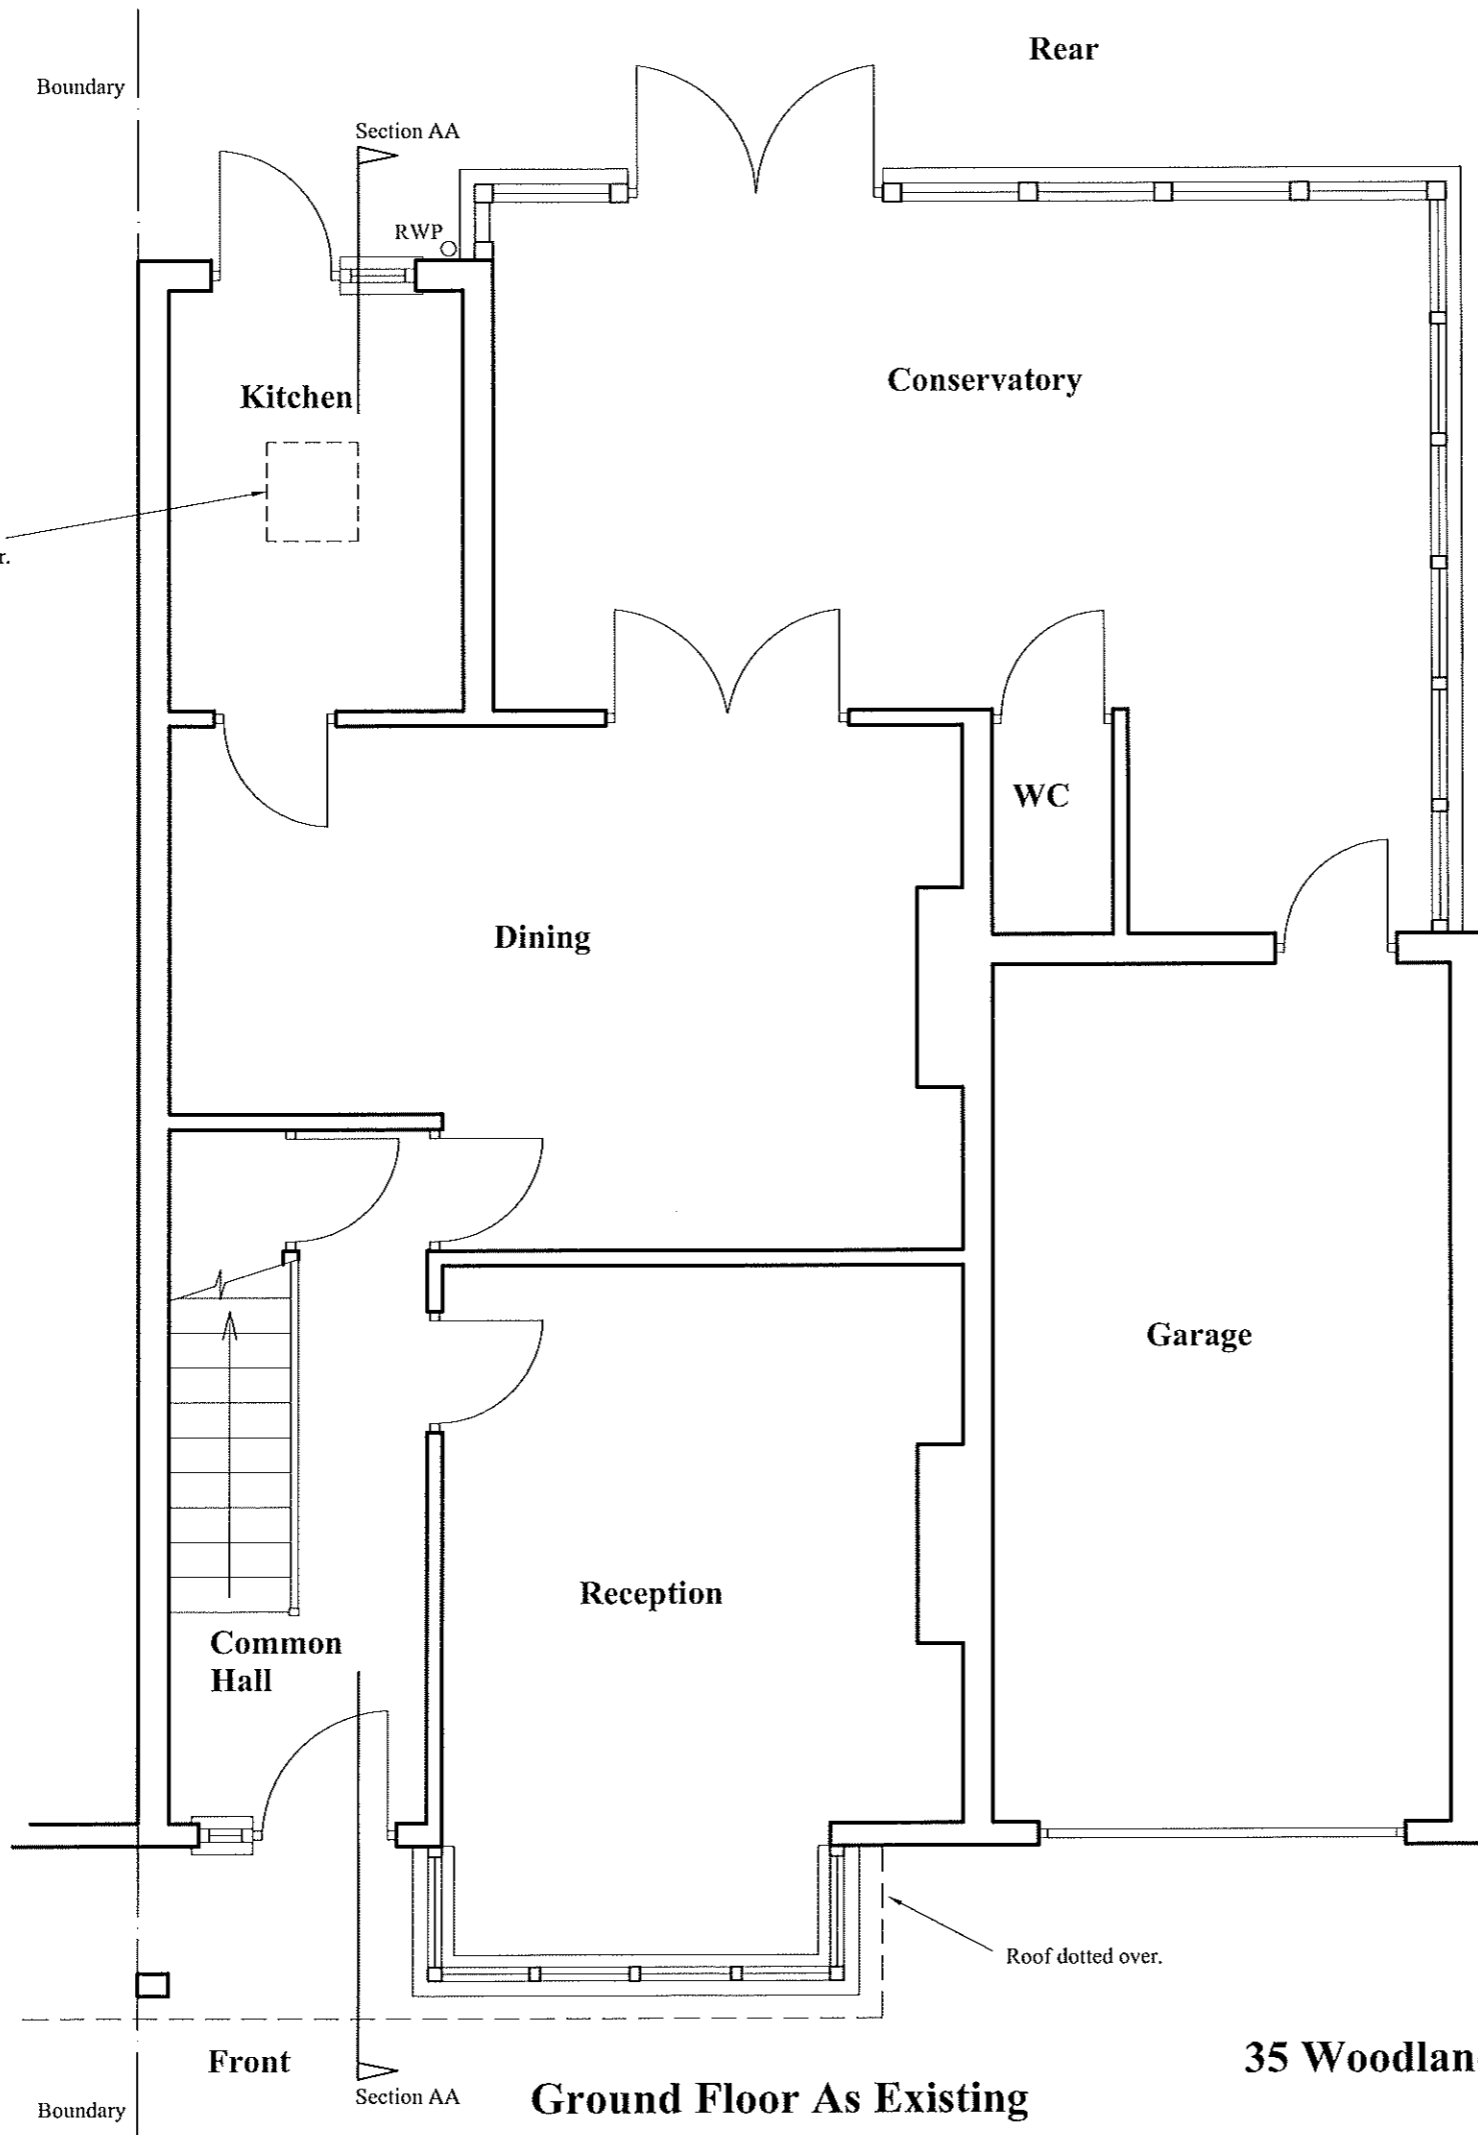 Rear
Boundary
Section AA
RWP
Conservatory
Kitchen
r.
WC
Dining
Garage
Reception
Common
Hall
Roof dotted over.
Front
35 Woodlan
Section AA
Ground Floor As Existing
Boundary